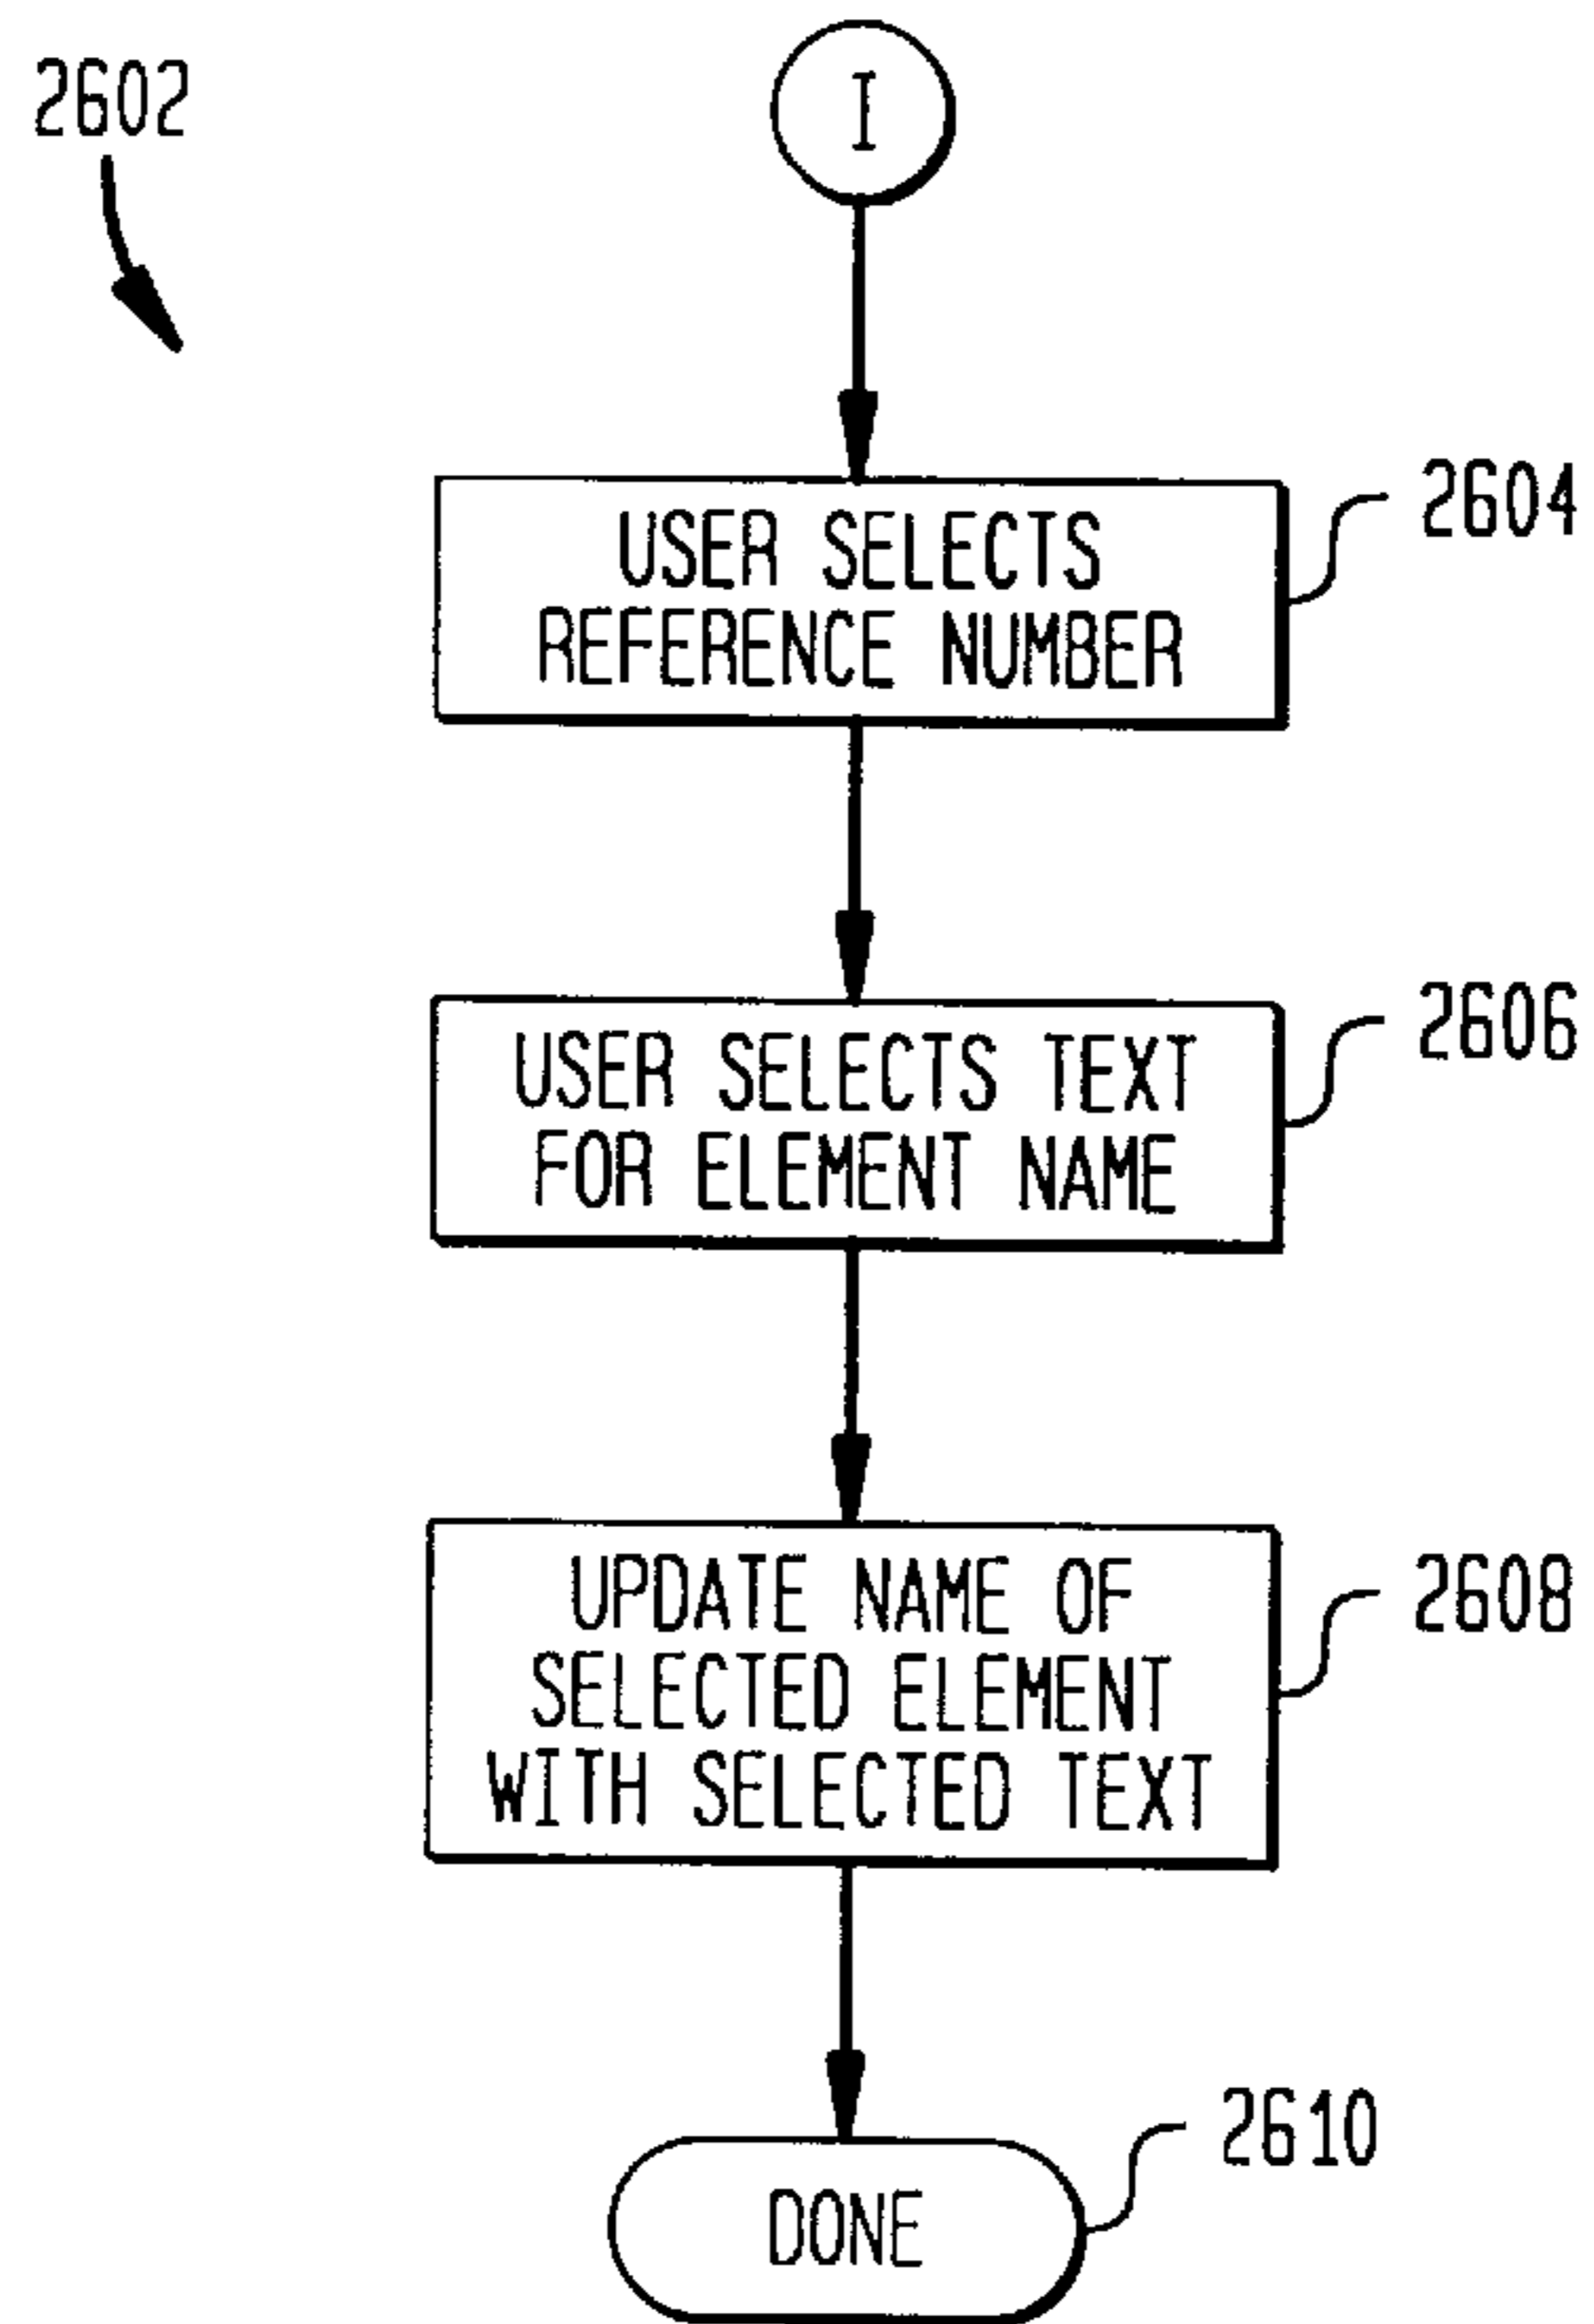 2602
I
USER SELECTS
REFERENCE NUMBER
2604
USER SELECTS TEXT
FOR ELEMENT NAME
2606
UPDATE NAME OF
SELECTED ELEMENT
WITH SELECTED TEXT
2608
DONE
2610